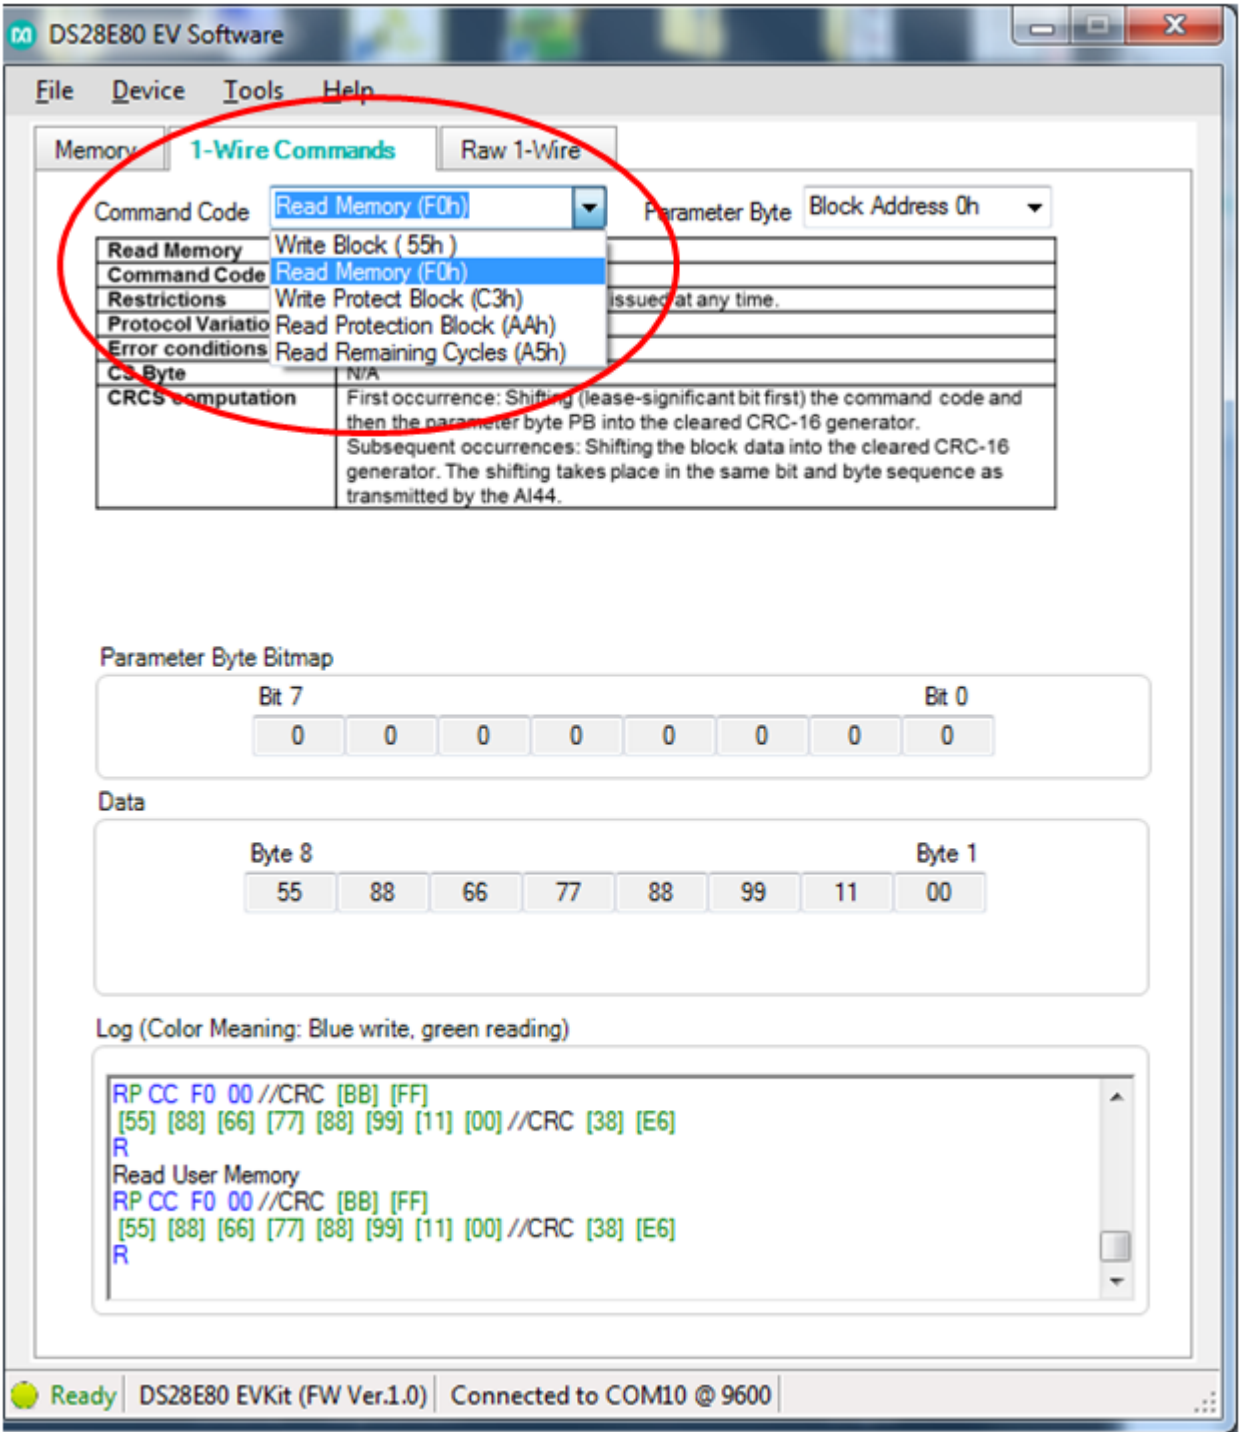 DS28E80 EV Software
File Device Tools Help
Memory 1-Wire Commands Raw 1-Wire
Command Code Read Memory (F0h) Parameter Byte Block Address 0h
Write Block ( 55h )
Read Memory (F0h)
Write Protect Block (C3h)
Read Protection Block (AAh)
Read Remaining Cycles (A5h)
Read Memory
Command Code
Restrictions issued at any time.
Protocol Variatio
Error conditions
CS Byte N/A
CRCS computation First occurrence: Shifting (lease-significant bit first) the command code and
then the parameter byte PB into the cleared CRC-16 generator.
Subsequent occurrences: Shifting the block data into the cleared CRC-16
generator. The shifting takes place in the same bit and byte sequence as
transmitted by the AI44.
Parameter Byte Bitmap
Bit 7 Bit 0
0 0 0 0 0 0 0 0
Data
Byte 8 Byte 1
55 88 66 77 88 99 11 00
Log (Color Meaning: Blue write, green reading)
RP CC F0 00 //CRC [BB] [FF]
[55] [88] [66] [77] [88] [99] [11] [00] //CRC [38] [E6]
R
Read User Memory
RP CC F0 00 //CRC [BB] [FF]
[55] [88] [66] [77] [88] [99] [11] [00] //CRC [38] [E6]
R
Ready DS28E80 EVKit (FW Ver.1.0) Connected to COM10 @ 9600